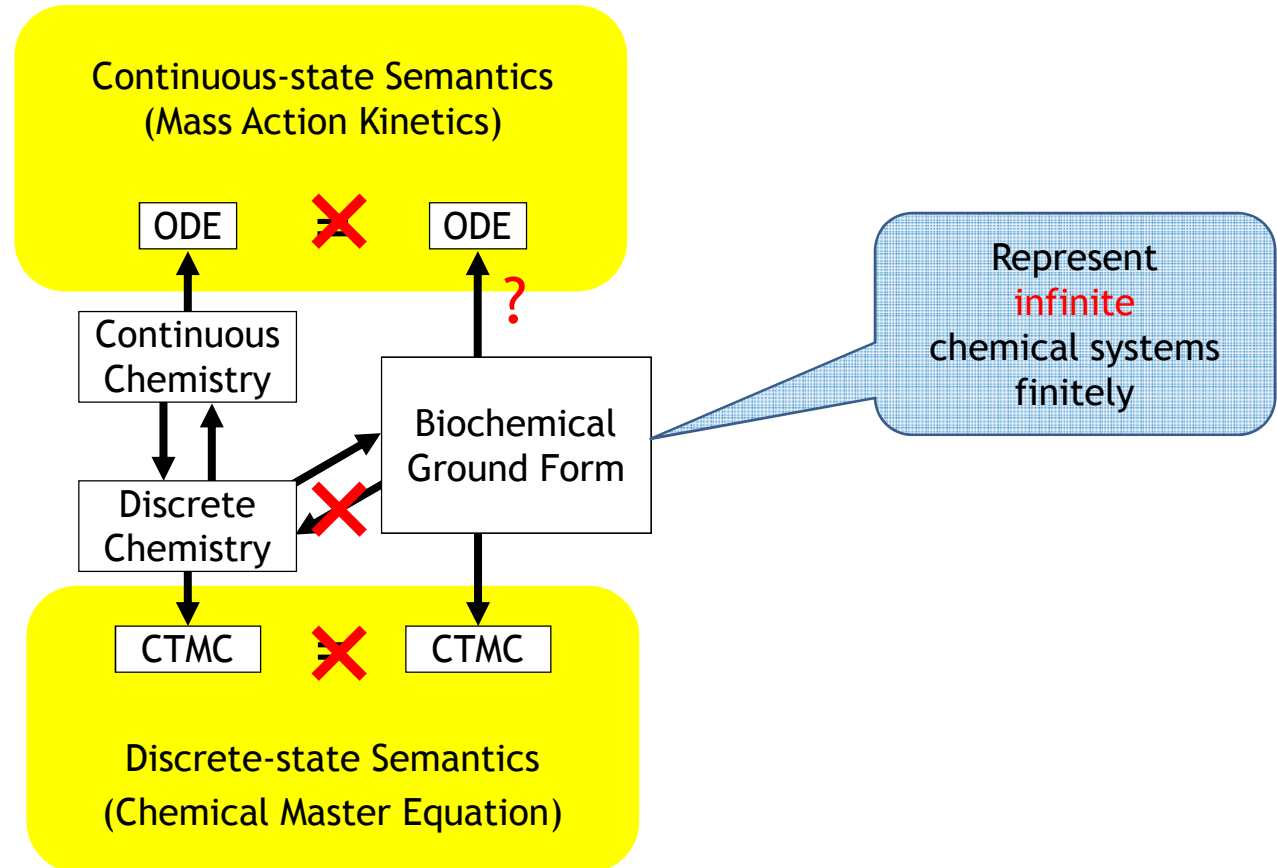 Continuous-state Semantics
(Mass Action Kinetics)
ODE
ODE
?
Continuous
Chemistry
Discrete
Chemistry
Biochemical
Ground Form
Represent
infinite
chemical systems
finitely
CTMC
CTMC
Discrete-state Semantics
(Chemical Master Equation)